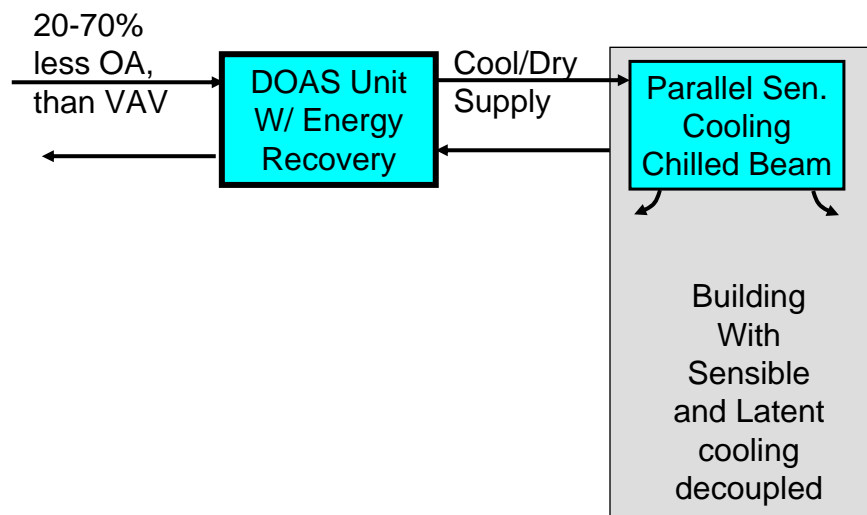 20-70%
less OA,
than VAV
DOAS Unit
W/ Energy
Recovery
Cool/Dry
Supply
Parallel Sen.
Cooling
Chilled Beam
Building
With
Sensible
and Latent
cooling
decoupled